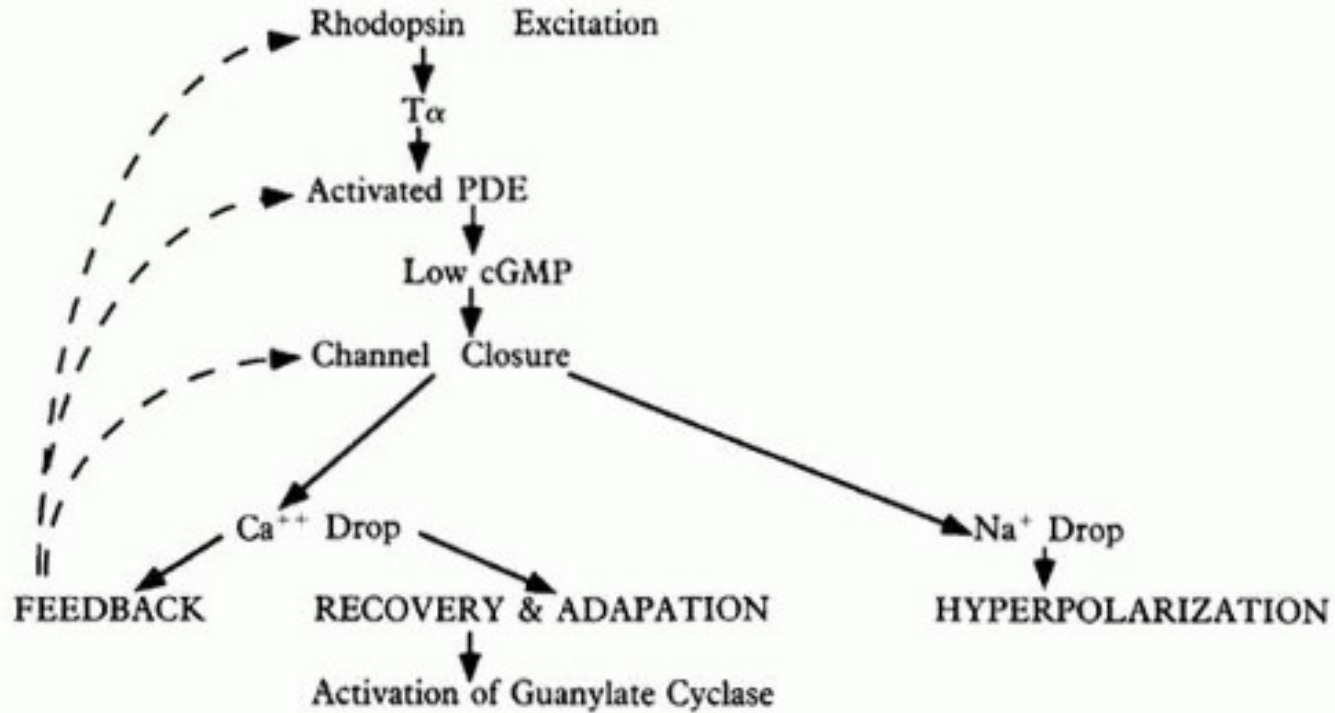 Rhodopsin Excitation
Tα
Activated PDE
Low cGMP
Channel Closure
Ca⁺⁺ Drop
Na⁺ Drop
FEEDBACK
RECOVERY & ADAPATION
HYPERPOLARIZATION
Activation of Guanylate Cyclase